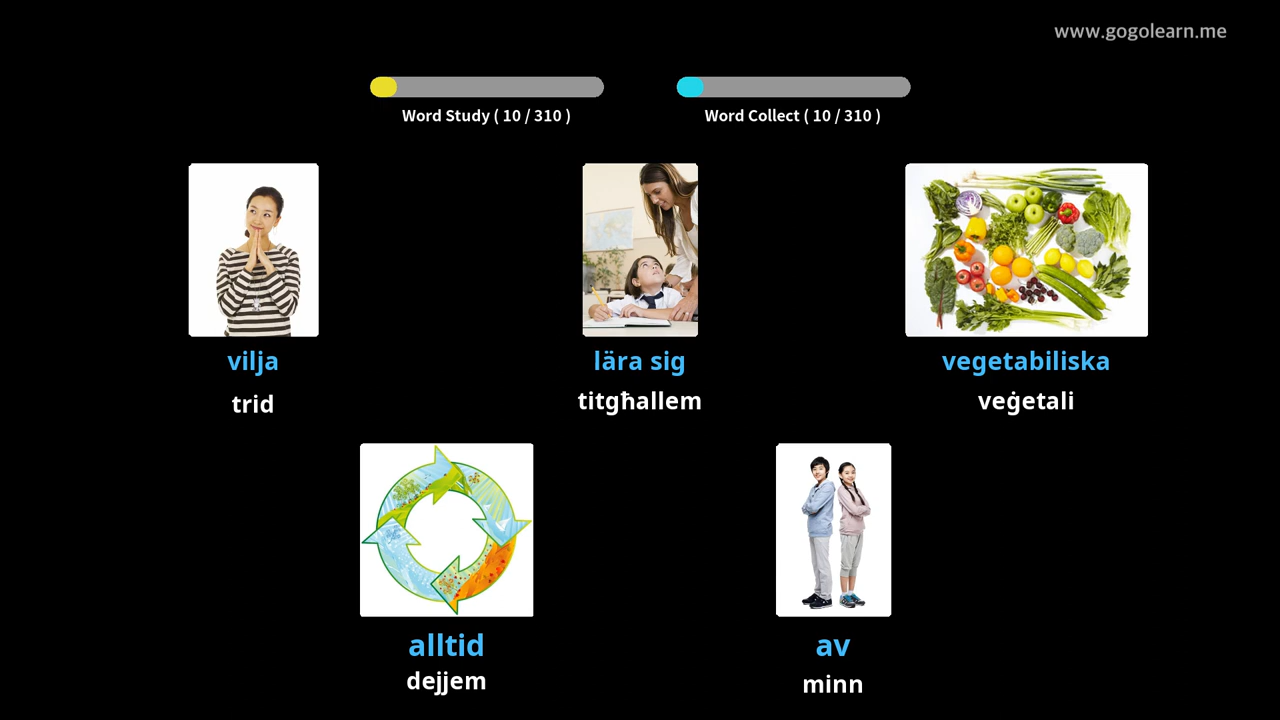 www.gogolearn.me
Word Study ( 10 / 310 )
Word Collect ( 10 / 310 )
vilja
trid
lära sig
titgħallem
vegetabiliska
veġetali
alltid
dejjem
av
minn